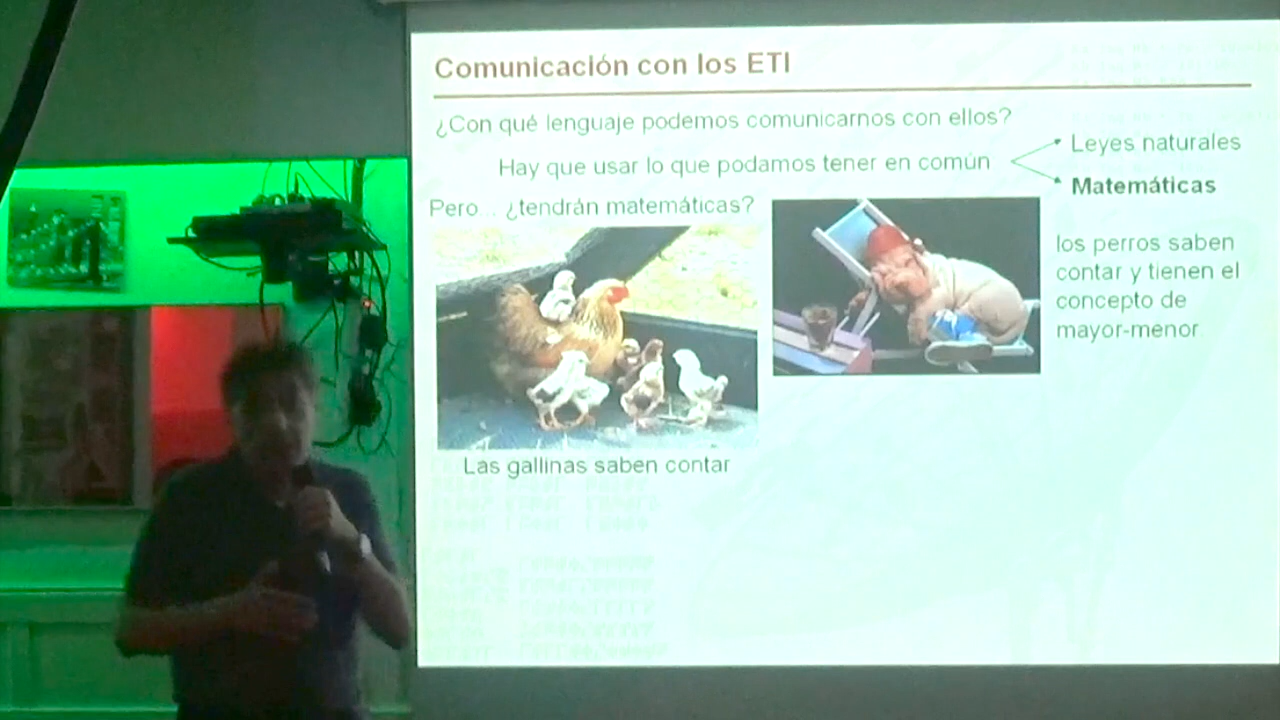 Comunicación con los ETI
¿Con qué lenguaje podemos comunicarnos con ellos?
Hay que usar lo que podamos tener en común
Leyes naturales
Matemáticas
Pero... ¿tendrán matemáticas?
los perros saben
contar y tienen el
concepto de
mayor-menor
Las gallinas saben contar